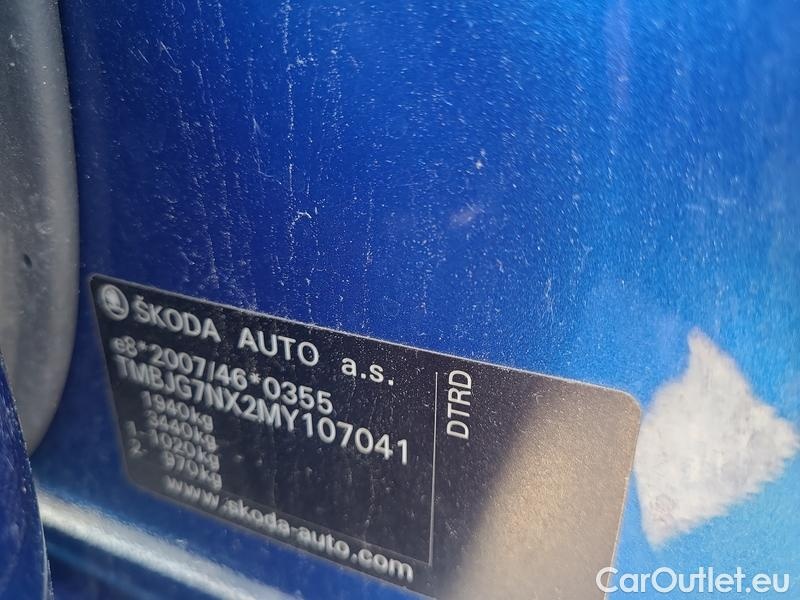 ŠKODA AUTO a.s.
e8*2007/46*0355
TMBJG7NX2MY107041
1940kg
3440kg
1 1020kg
2 970kg
www.skoda-auto.com
DTRD
CarOutlet.eu